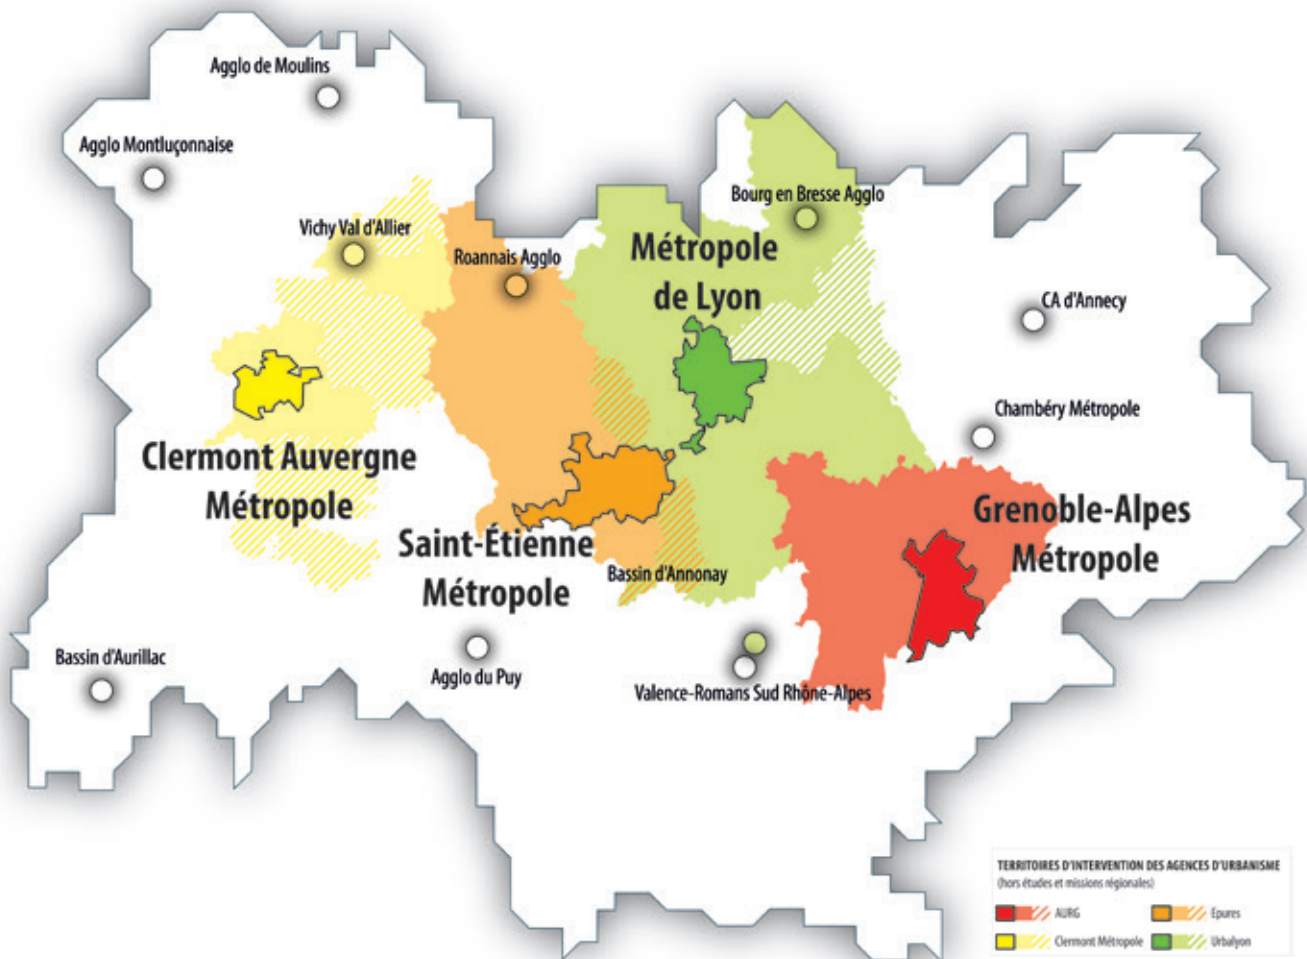 Agglo de Moulins
Agglo Montluçonnaise
Vichy Val d'Allier
Roannais Agglo
Bourg en Bresse Agglo
Métropole
de Lyon
CA d'Annecy
Chambéry Métropole
Clermont Auvergne
Métropole
Grenoble-Alpes
Métropole
Saint-Étienne
Métropole
Bassin d'Annonay
Bassin d'Aurillac
Agglo du Puy
Valence-Romans Sud Rhône-Alpes
TERRITOIRES D'INTERVENTION DES AGENCES D'URBANISME
(hors études et missions régionales)
AURG
Epures
Clermont Métropole
Urbalyon